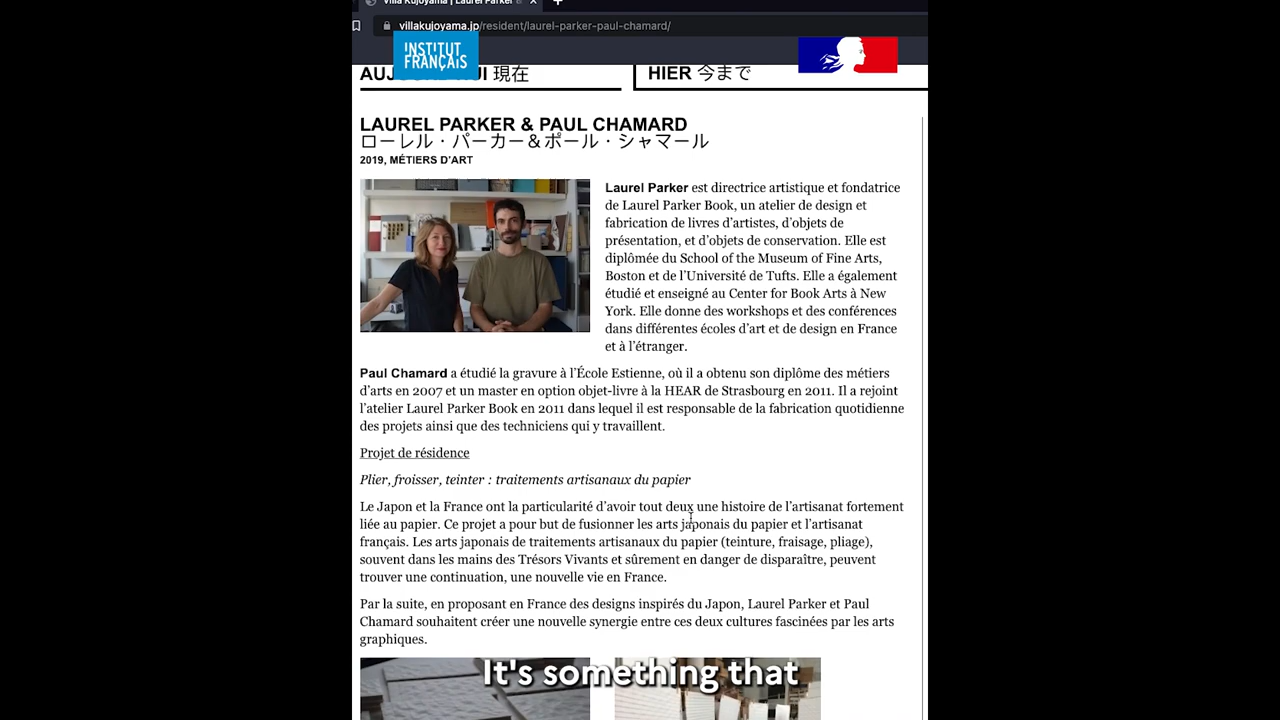 Villa Kujoyama | Laurel Parker
villakujoyama.jp/resident/laurel-parker-paul-chamard/
INSTITUT
FRANÇAIS
現在
HIER 今まで
LAUREL PARKER & PAUL CHAMARD
ローレル・パーカー＆ポール・シャマール
2019, MÉTIERS D'ART
Laurel Parker est directrice artistique et fondatrice
de Laurel Parker Book, un atelier de design et
fabrication de livres d'artistes, d'objets de
présentation, et d'objets de conservation. Elle est
diplômée du School of the Museum of Fine Arts,
Boston et de l'Université de Tufts. Elle a également
étudié et enseigné au Center for Book Arts à New
York. Elle donne des workshops et des conférences
dans différentes écoles d'art et de design en France
et à l'étranger.
Paul Chamard a étudié la gravure à l'École Estienne, où il a obtenu son diplôme des métiers
d'arts en 2007 et un master en option objet-livre à la HEAR de Strasbourg en 2011. Il a rejoint
l'atelier Laurel Parker Book en 2011 dans lequel il est responsable de la fabrication quotidienne
des projets ainsi que des techniciens qui y travaillent.
Projet de résidence
Plier, froisser, teinter : traitements artisanaux du papier
Le Japon et la France ont la particularité d'avoir tout deux une histoire de l'artisanat fortement
liée au papier. Ce projet a pour but de fusionner les arts japonais du papier et l'artisanat
français. Les arts japonais de traitements artisanaux du papier (teinture, fraisage, pliage),
souvent dans les mains des Trésors Vivants et sûrement en danger de disparaître, peuvent
trouver une continuation, une nouvelle vie en France.
Par la suite, en proposant en France des designs inspirés du Japon, Laurel Parker et Paul
Chamard souhaitent créer une nouvelle synergie entre ces deux cultures fascinées par les arts
graphiques.
It's something that